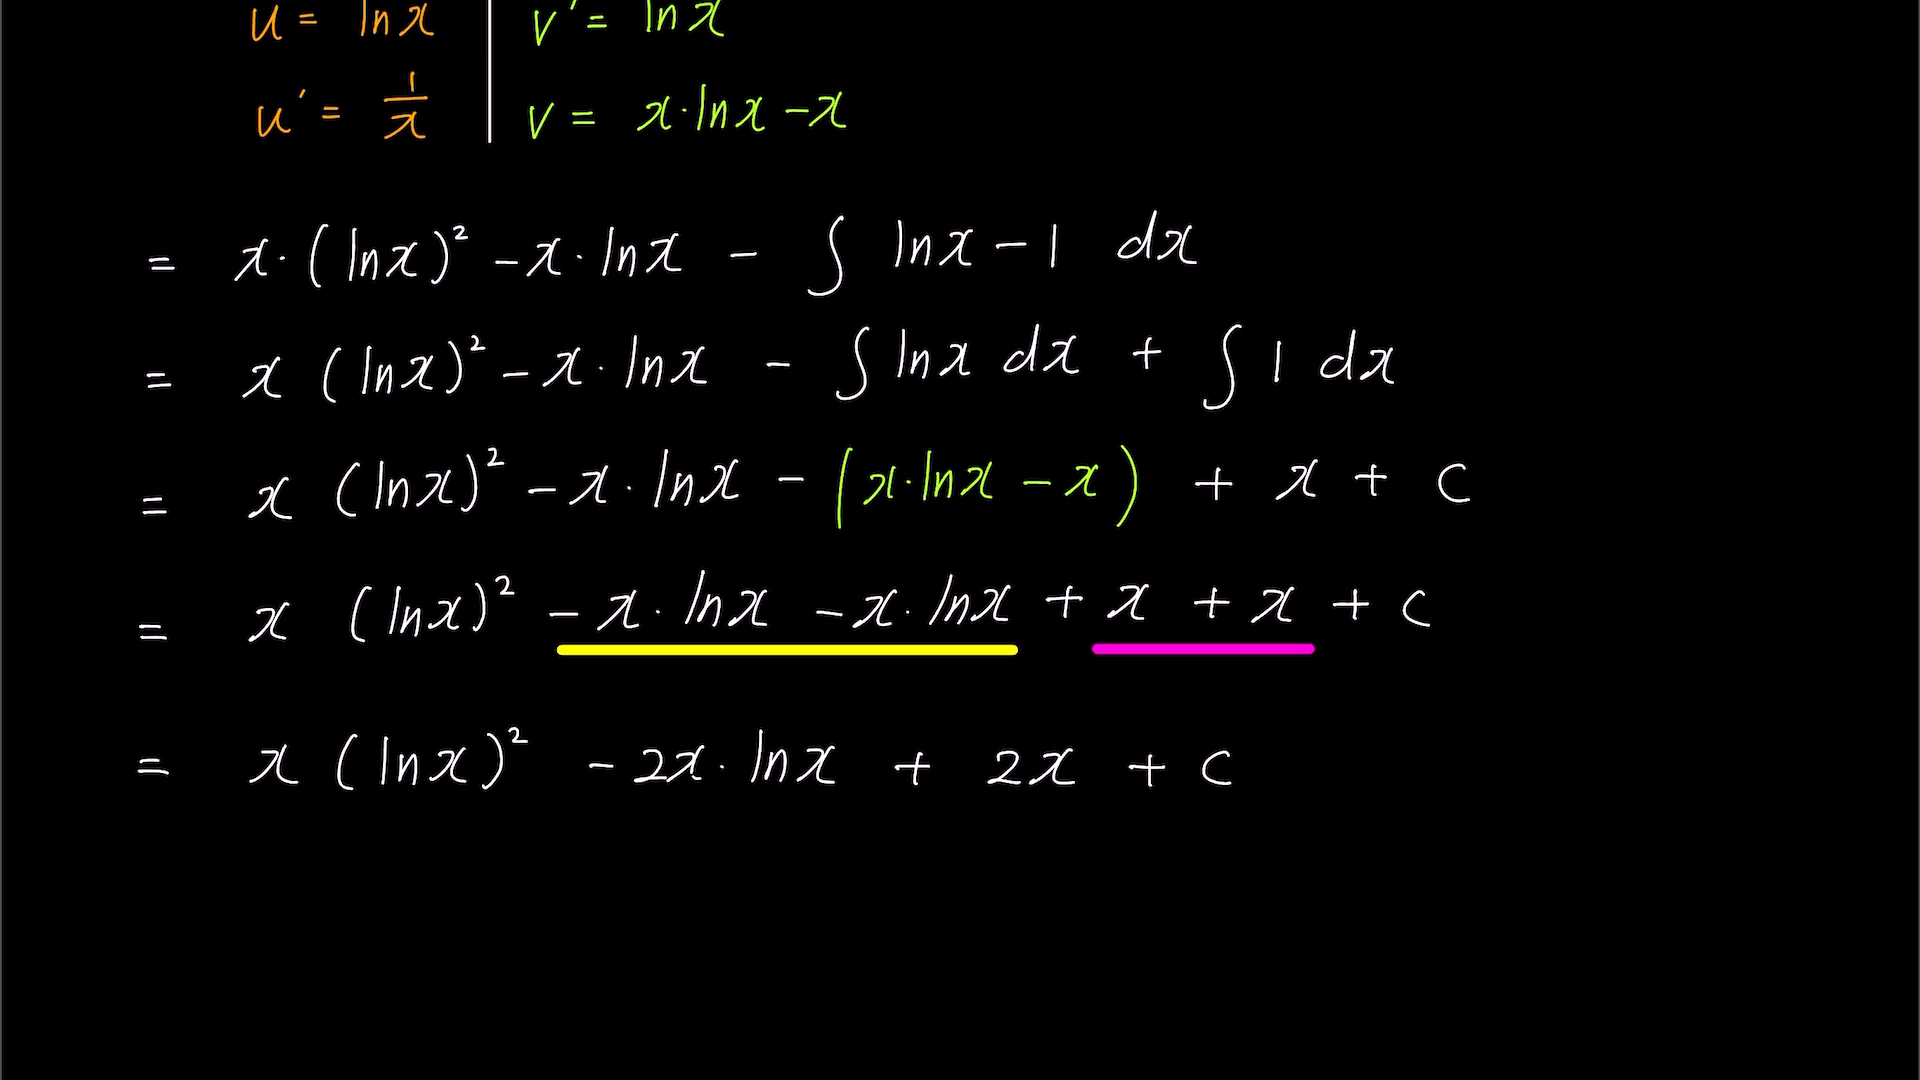 u = ln x | v' = ln x
u' = 1/x | v = x·ln x - x
= x·(ln x)² - x·ln x - ∫ ln x - 1 dx
= x (ln x)² - x·ln x - ∫ ln x dx + ∫ 1 dx
= x (ln x)² - x·ln x - (x·ln x - x) + x + c
= x (ln x)² - x·ln x - x·ln x + x + x + c
= x (ln x)² - 2x·ln x + 2x + c